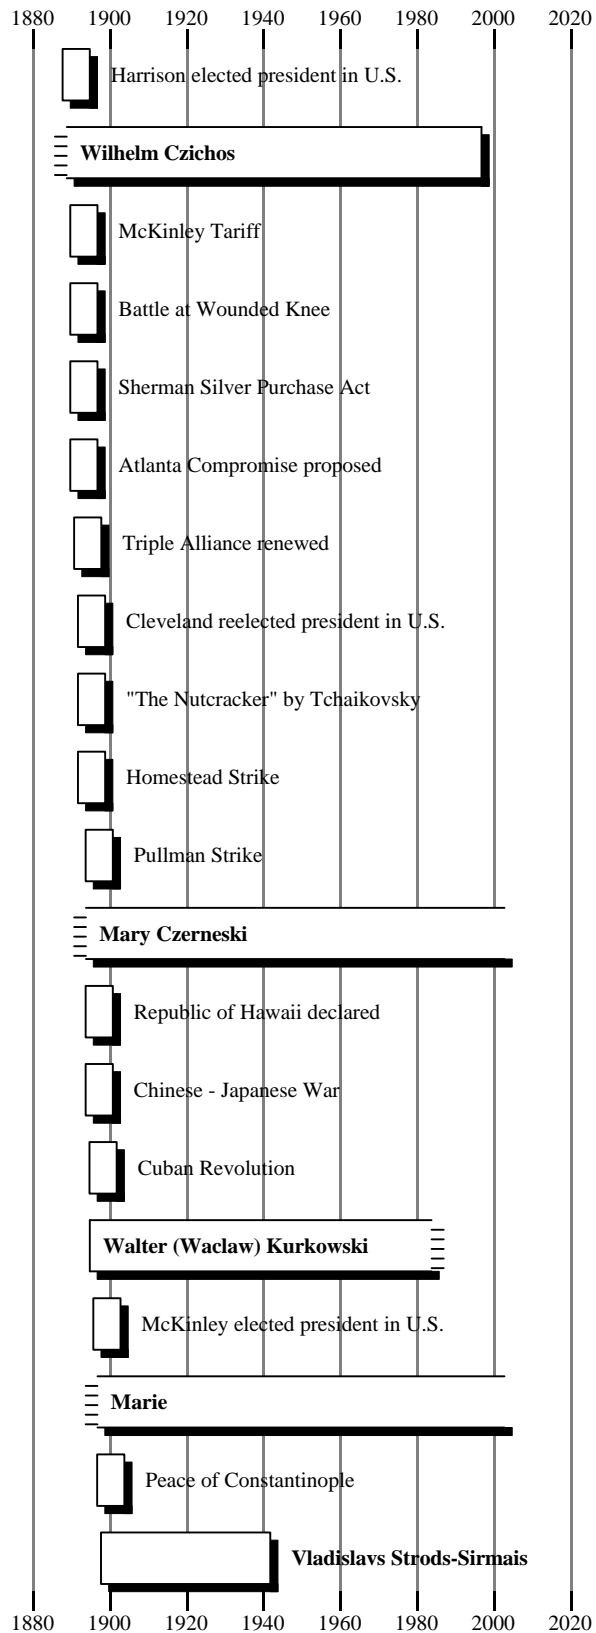 1880 1900 1920 1940 1960 1980 2000 2020
Harrison elected president in U.S.
Wilhelm Czichos
McKinley Tariff
Battle at Wounded Knee
Sherman Silver Purchase Act
Atlanta Compromise proposed
Triple Alliance renewed
Cleveland reelected president in U.S.
"The Nutcracker" by Tchaikovsky
Homestead Strike
Pullman Strike
Mary Czerneski
Republic of Hawaii declared
Chinese - Japanese War
Cuban Revolution
Walter (Waclaw) Kurkowski
McKinley elected president in U.S.
Marie
Peace of Constantinople
Vladislavs Strods-Sirmais
1880 1900 1920 1940 1960 1980 2000 2020